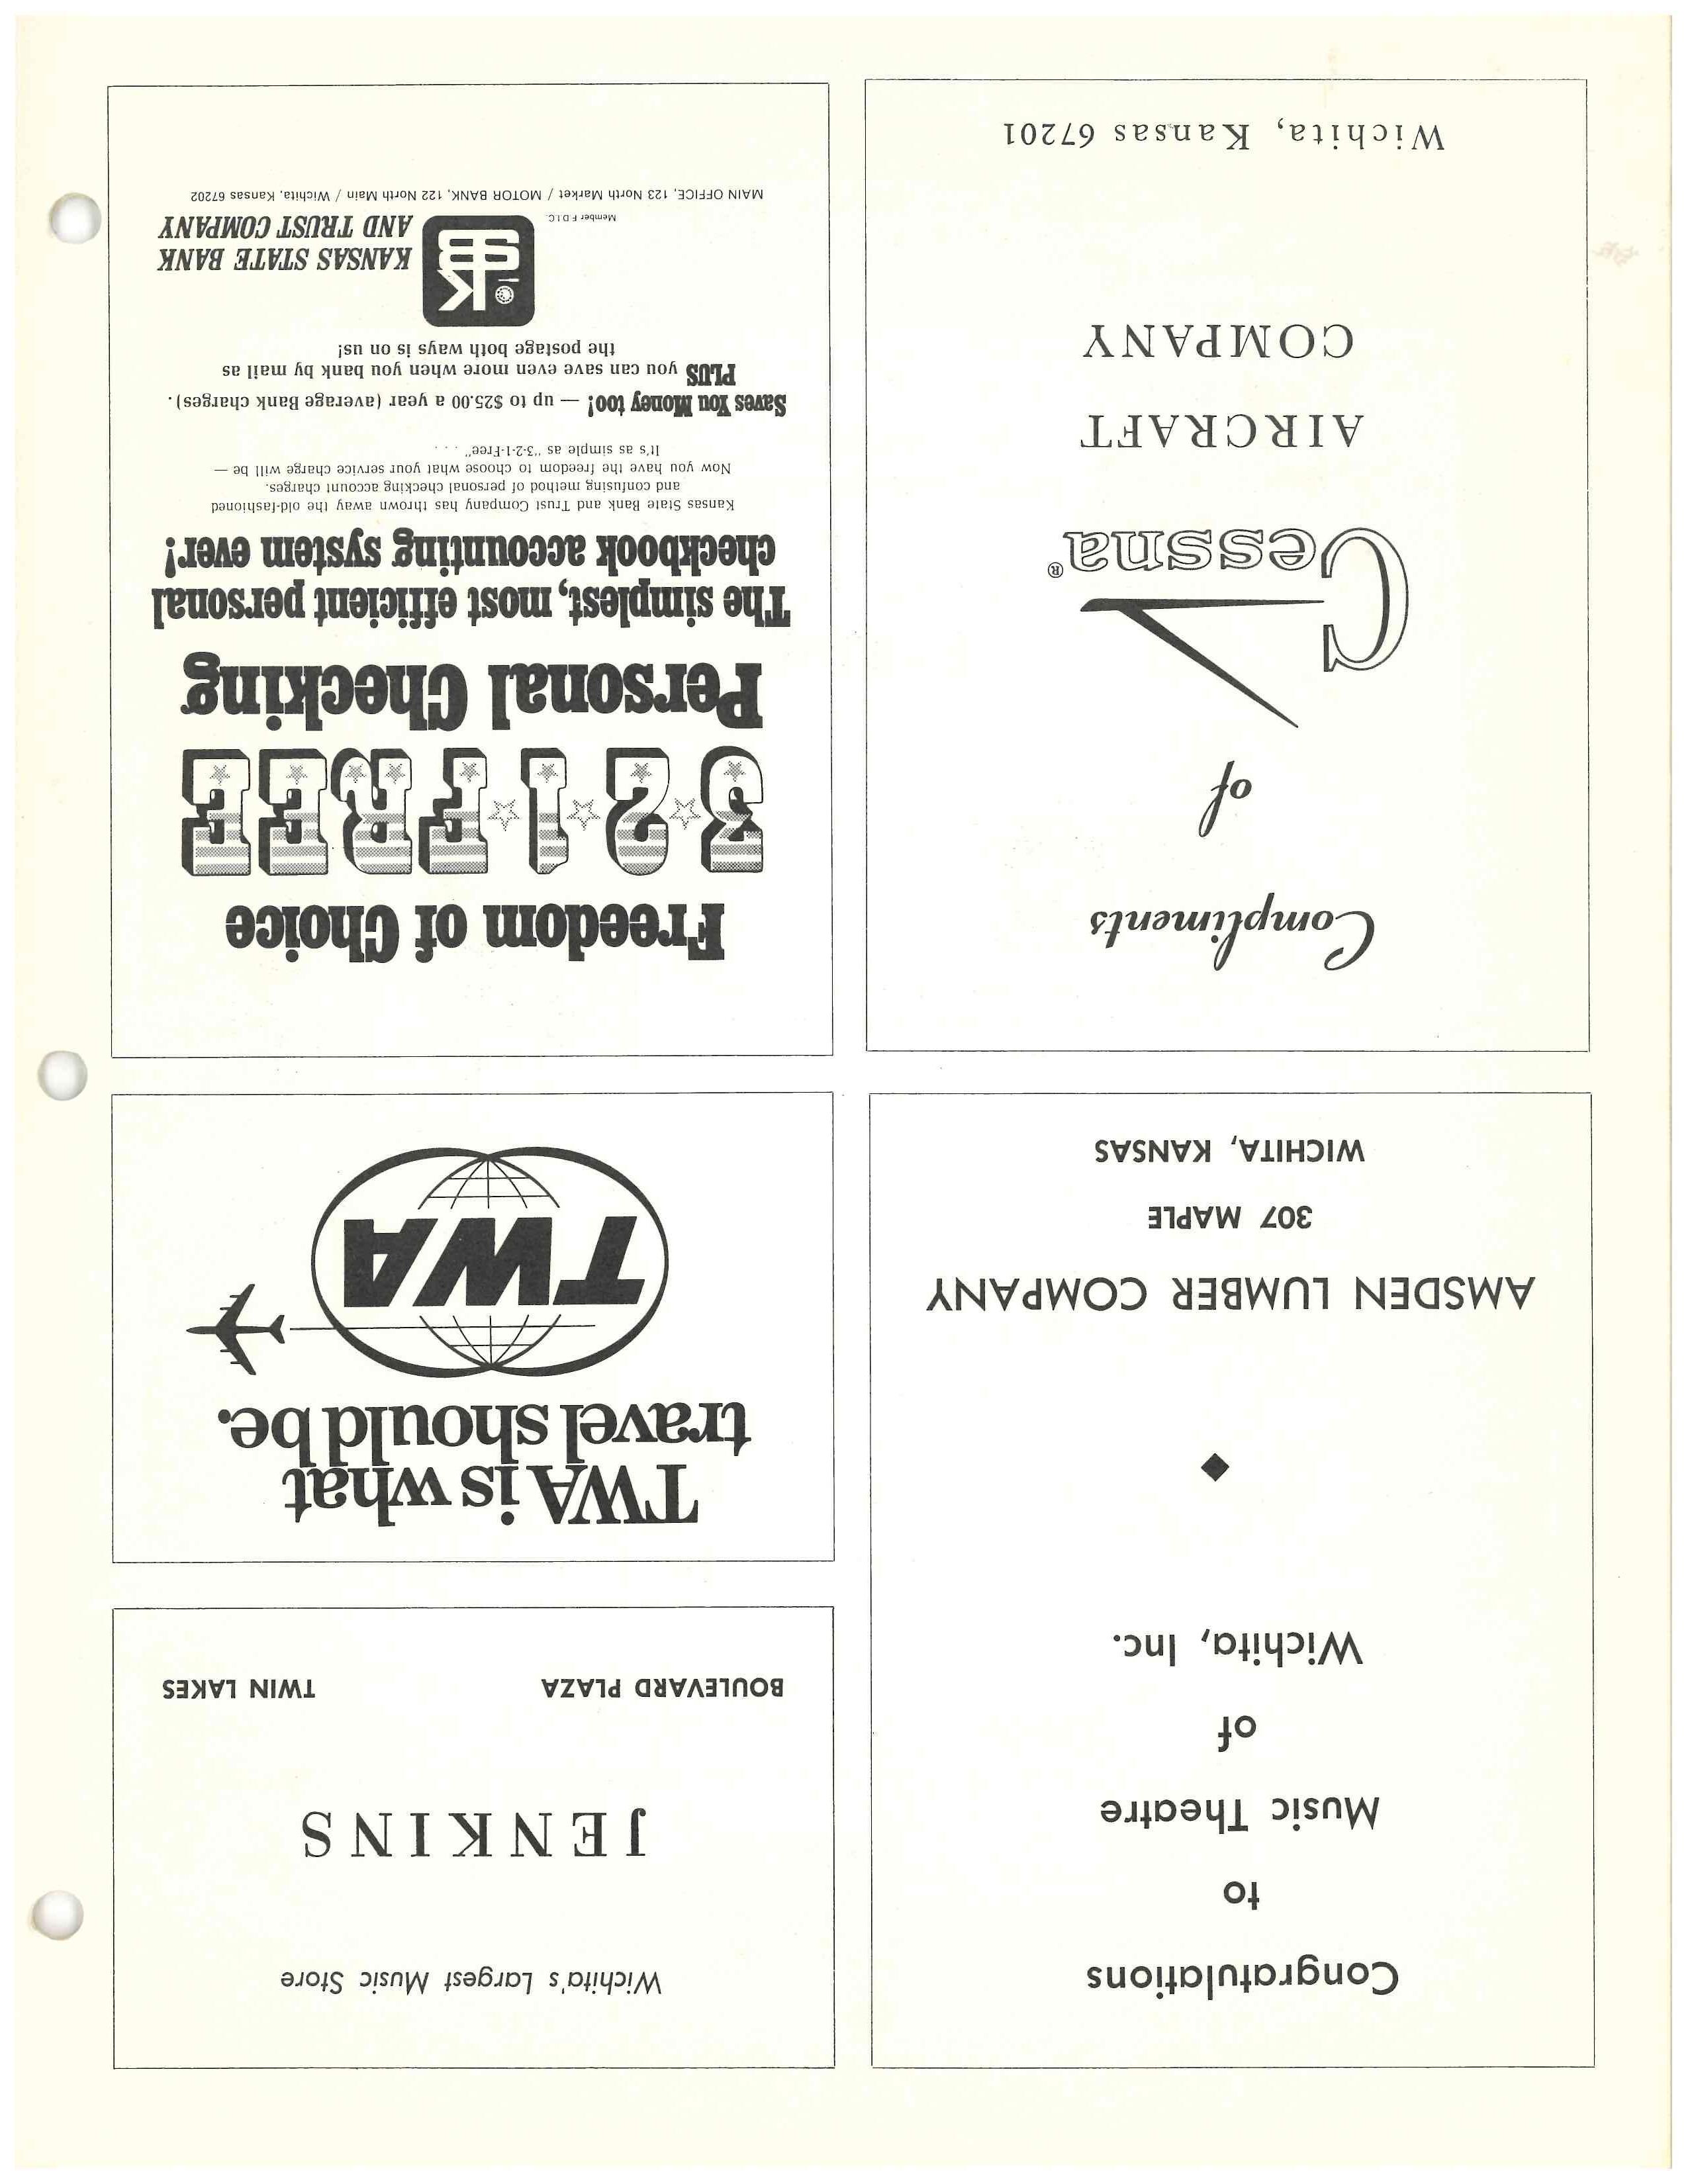 Congratulations
to
Music Theatre
of
Wichita, Inc.
AMSDEN LUMBER COMPANY
307 MAPLE
WICHITA, KANSAS
Wichita's Largest Music Store
JENKINS
BOULEVARD PLAZA TWIN LAKES
TWA is what
travel should be.
TWA
Compliments
of
Cessna®
AIRCRAFT
COMPANY
Wichita, Kansas 67201
Freedom of Choice
3☆2☆1☆FREE
Personal Checking
The simplest, most efficient personal
checkbook accounting system ever!
Kansas State Bank and Trust Company has thrown away the old-fashioned
and confusing method of personal checking account charges.
Now you have the freedom to choose what your service charge will be —
It's as simple as "3-2-1-Free" . . .
Saves You Money too! — up to $25.00 a year (average Bank charges).
PLUS you can save even more when you bank by mail as
the postage both ways is on us!
KSB
KANSAS STATE BANK
AND TRUST COMPANY
Member F.D.I.C.
MAIN OFFICE, 123 North Market / MOTOR BANK, 122 North Main / Wichita, Kansas 67202